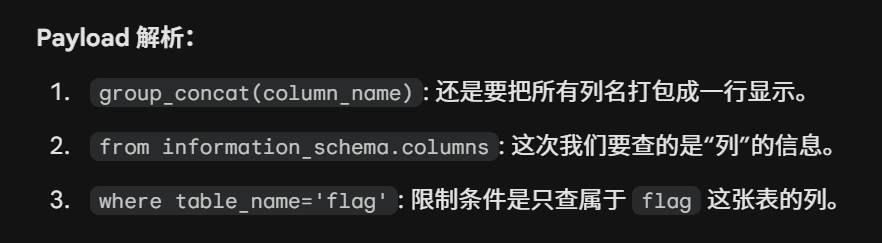 Payload 解析：
1. group_concat(column_name)：还是要把所有列名打包成一行显示。
2. from information_schema.columns：这次我们要查的是“列”的信息。
3. where table_name='flag'：限制条件是只查属于 flag 这张表的列。